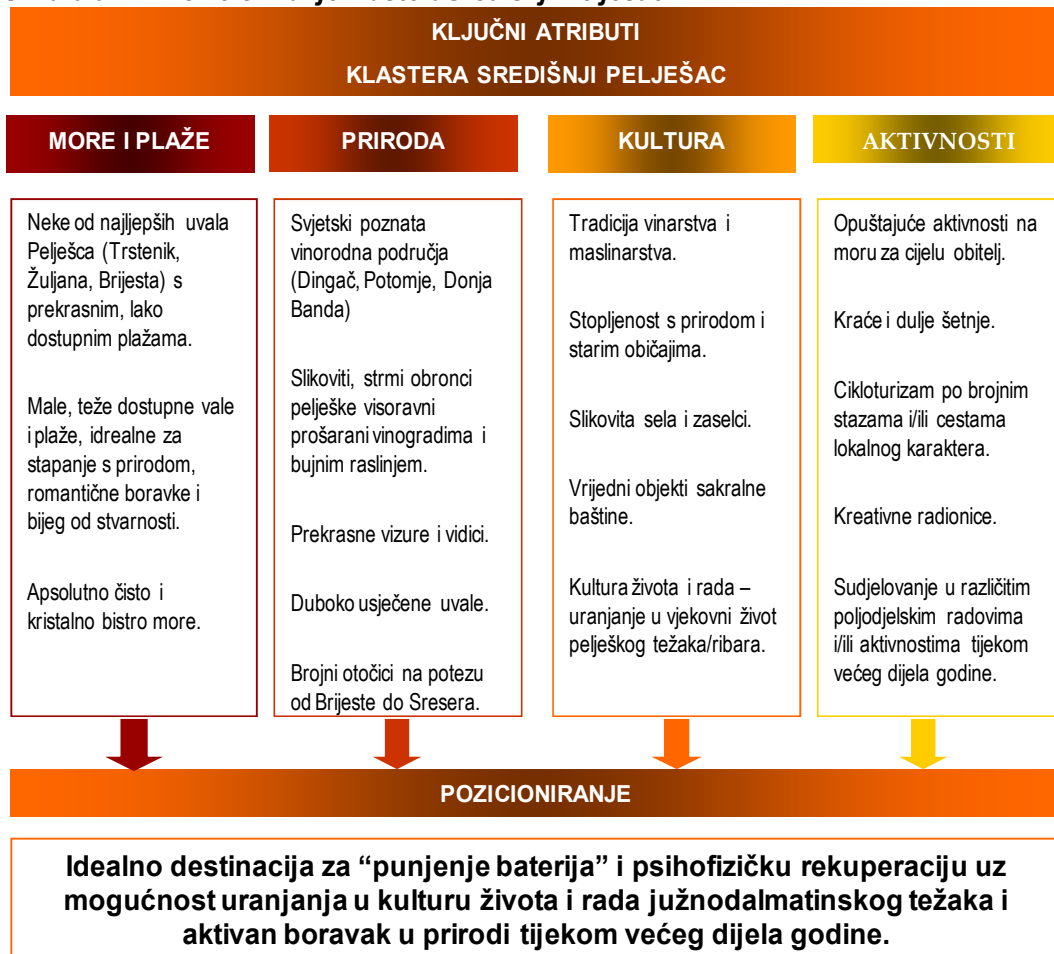 KLJUČNI ATRIBUTI
KLASTERA SREDIŠNJI PELJEŠAC
MORE I PLAŽE
Neke od najljepših uvala
Pelješca (Trstenik,
Žuljana, Brijesta) s
prekrasnim, lako
dostupnim plažama.
Male, teže dostupne vale
i plaže, idealne za
stapanje s prirodom,
romantične boravke i
bijeg od stvarnosti.
Apsolutno čisto i
kristalno bistro more.
PRIRODA
Svjetski poznata
vinorodna područja
(Dingač, Potomje, Donja
Banda)
Slikoviti, strmi obronci
pelješke visoravni
prošarani vinogradima i
bujnim raslinjem.
Prekrasne vizure i vidici.
Duboko usječene uvale.
Brojni otočići na potezu
od Brijeste do Sresera.
KULTURA
Tradicija vinarstva i
maslinarstva.
Stopljenost s prirodom i
starim običajima.
Slikovita sela i zaselci.
Vrijedni objekti sakralne
baštine.
Kultura života i rada –
uranjanje u vjekovni život
pelješkog težaka/ribara.
AKTIVNOSTI
Opuštajuće aktivnosti na
moru za cijelu obitelj.
Kraće i dulje šetnje.
Cikloturizam po brojnim
stazama i/ili cestama
lokalnog karaktera.
Kreativne radionice.
Sudjelovanje u različitim
poljodjelskim radovima
i/ili aktivnostima tijekom
većeg dijela godine.
POZICIONIRANJE
Idealno destinacija za “punjenje baterija” i psihofizičku rekuperaciju uz
mogućnost uranjanja u kulturu života i rada južnodalmatinskog težaka i
aktivan boravak u prirodi tijekom većeg dijela godine.